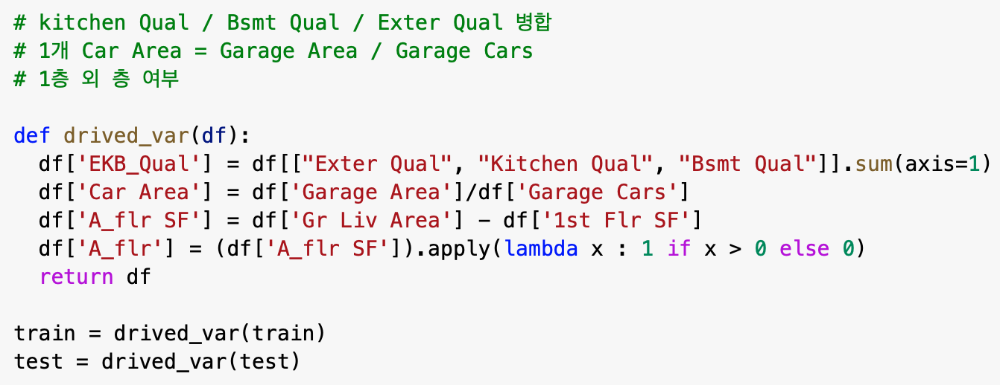 # kitchen Qual / Bsmt Qual / Exter Qual 병합
# 1개 Car Area = Garage Area / Garage Cars
# 1층 외 층 여부
def drived_var(df):
df['EKB_Qual'] = df[["Exter Qual", "Kitchen Qual", "Bsmt Qual"]].sum(axis=1)
df['Car Area'] = df['Garage Area']/df['Garage Cars']
df['A_flr SF'] = df['Gr Liv Area'] - df['1st Flr SF']
df['A_flr'] = (df['A_flr SF']).apply(lambda x : 1 if x > 0 else 0)
return df
train = drived_var(train)
test = drived_var(test)